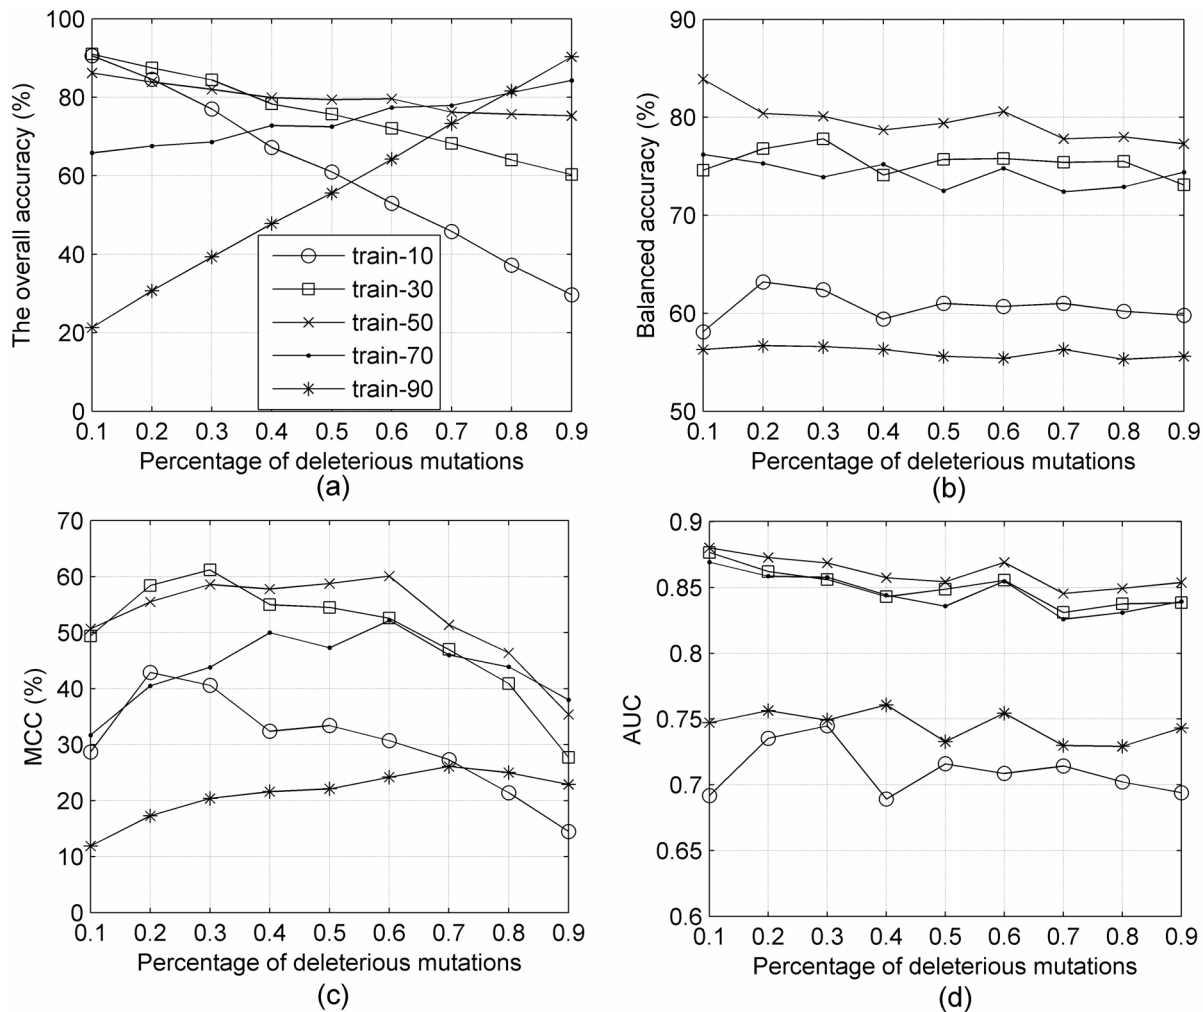 The overall accuracy (%)
100
80
60
40
20
0
train-10
train-30
train-50
train-70
train-90
0.1 0.2 0.3 0.4 0.5 0.6 0.7 0.8 0.9
Percentage of deleterious mutations
(a)
Balanced accuracy (%)
90
80
70
60
50
0.1 0.2 0.3 0.4 0.5 0.6 0.7 0.8 0.9
Percentage of deleterious mutations
(b)
MCC (%)
70
60
50
40
30
20
10
0
0.1 0.2 0.3 0.4 0.5 0.6 0.7 0.8 0.9
Percentage of deleterious mutations
(c)
AUC
0.9
0.85
0.8
0.75
0.7
0.65
0.6
0.1 0.2 0.3 0.4 0.5 0.6 0.7 0.8 0.9
Percentage of deleterious mutations
(d)